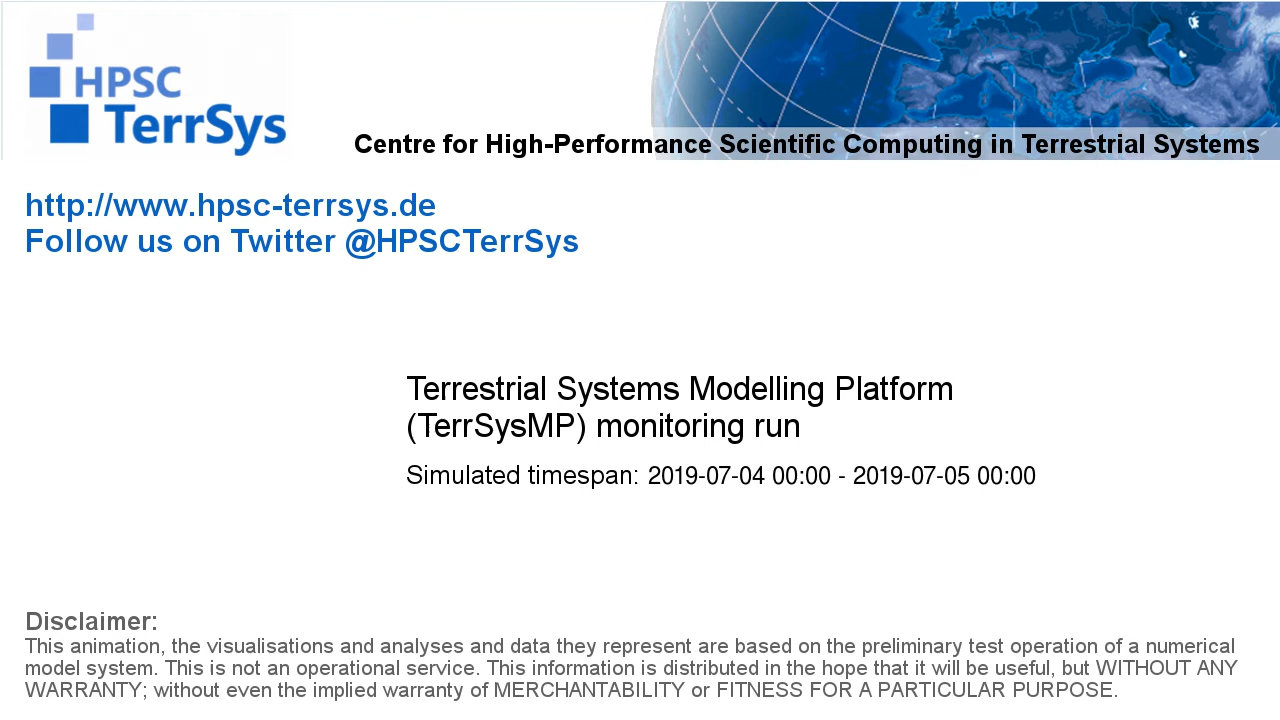 HPSC
TerrSys
Centre for High-Performance Scientific Computing in Terrestrial Systems
http://www.hpsc-terrsys.de
Follow us on Twitter @HPSCTerrSys
Terrestrial Systems Modelling Platform
(TerrSysMP) monitoring run
Simulated timespan: 2019-07-04 00:00 - 2019-07-05 00:00
Disclaimer:
This animation, the visualisations and analyses and data they represent are based on the preliminary test operation of a numerical
model system. This is not an operational service. This information is distributed in the hope that it will be useful, but WITHOUT ANY
WARRANTY; without even the implied warranty of MERCHANTABILITY or FITNESS FOR A PARTICULAR PURPOSE.